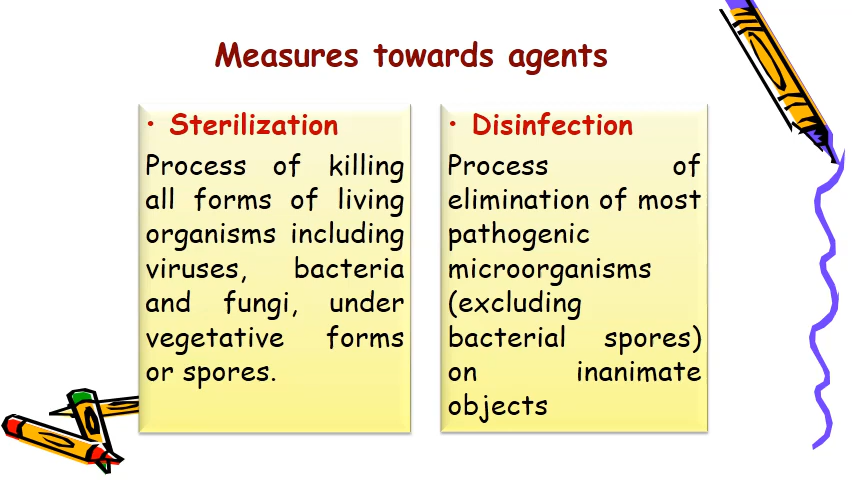 Measures towards agents
• Sterilization
Process of killing
all forms of living
organisms including
viruses, bacteria
and fungi, under
vegetative forms
or spores.
• Disinfection
Process of
elimination of most
pathogenic
microorganisms
(excluding
bacterial spores)
on inanimate
objects